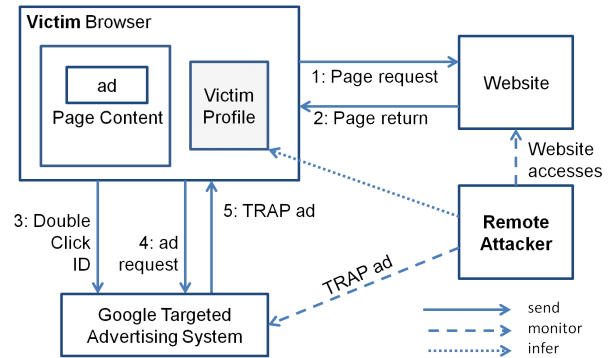 Victim Browser
ad
Page Content
Victim
Profile
1: Page request
2: Page return
Website
Website
accesses
Remote
Attacker
3: Double
Click
ID
4: ad
request
5: TRAP ad
TRAP ad
Google Targeted
Advertising System
send
monitor
infer